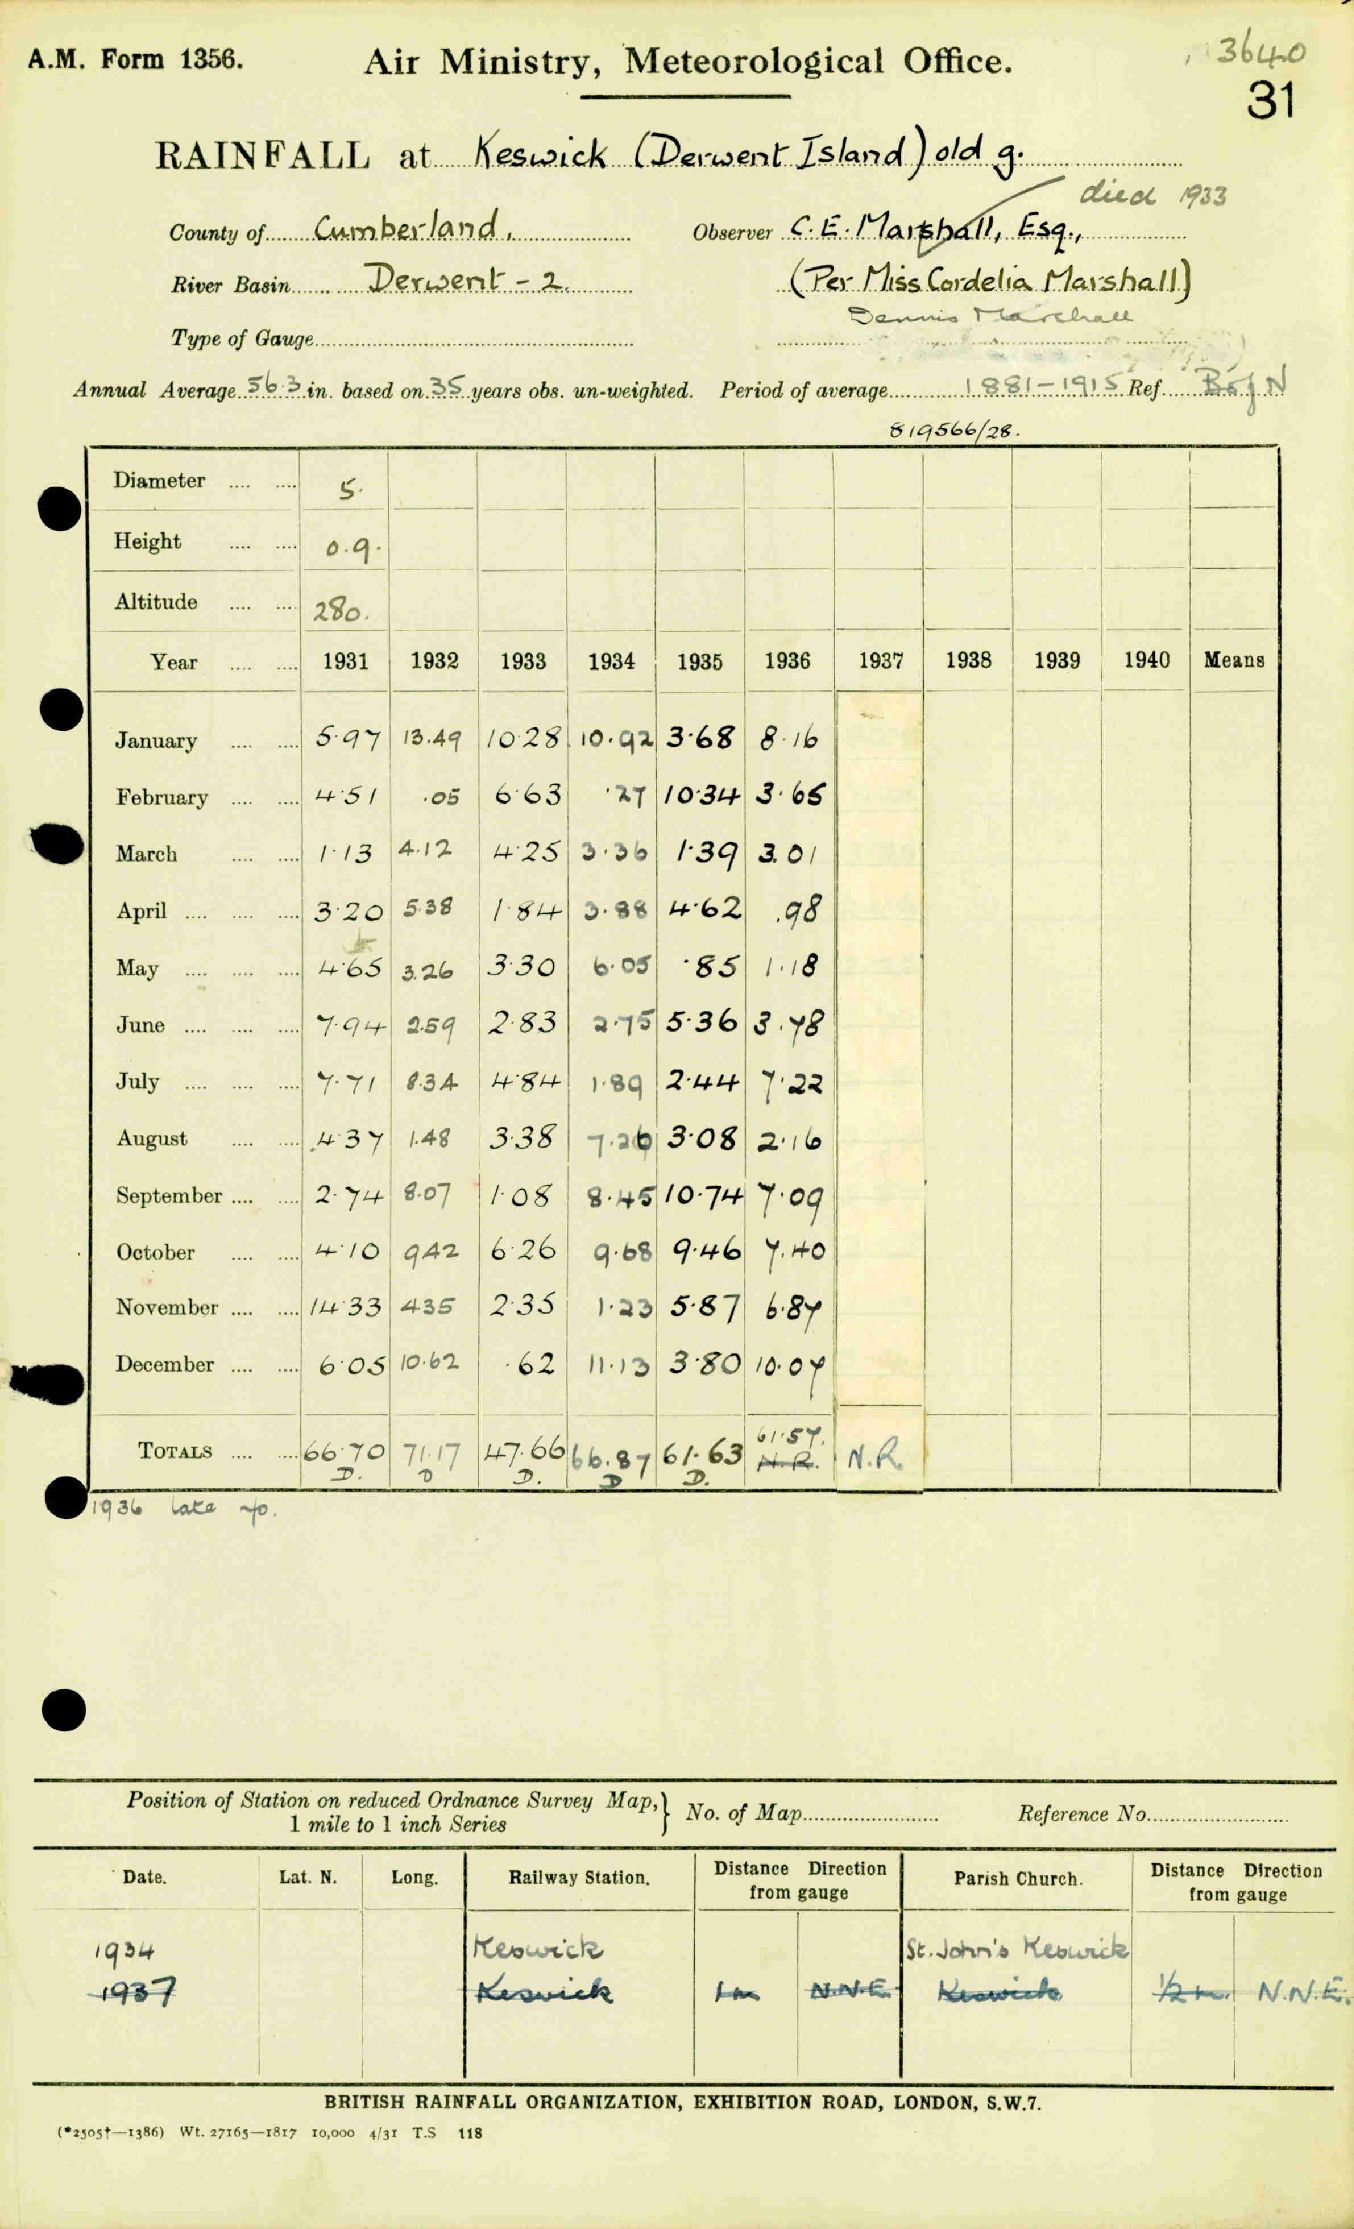 A.M. Form 1356. Air Ministry, Meteorological Office. 3640
31
RAINFALL at Keswick (Derwent Island) old g.
died 1933
County of Cumberland. Observer C. E. Marshall, Esq.,
River Basin Derwent - 2. (Per Miss Cordelia Marshall)
Dennis Marshall
Type of Gauge
Annual Average 56.3 in. based on 35 years obs. un-weighted. Period of average 1881-1915 Ref. B of N
819566/28.
Diameter .... .... 5.
Height .... .... 0.9.
Altitude .... .... 280.
Year .... .... 1931 1932 1933 1934 1935 1936 1937 1938 1939 1940 Means
January .... .... 5.97 13.49 10.28 10.92 3.68 8.16
February .... .... 4.51 .05 6.63 .27 10.34 3.65
March .... .... 1.13 4.12 4.25 3.36 1.39 3.01
April .... .... .... 3.20 5.38 1.84 3.88 4.62 .98
May .... .... .... 4.65 3.26 3.30 6.05 .85 1.18
June .... .... .... 7.94 2.59 2.83 2.75 5.36 3.78
July .... .... .... 7.71 8.34 4.84 1.89 2.44 7.22
August .... .... 4.37 1.48 3.38 7.26 3.08 2.16
September .... .... 2.74 8.07 1.08 8.45 10.74 7.09
October .... .... 4.10 9.42 6.26 9.68 9.46 7.40
November .... .... 14.33 4.35 2.35 1.23 5.87 6.87
December .... .... 6.05 10.62 .62 11.13 3.80 10.07
61.57.
TOTALS .... .... 66.70 71.17 47.66 66.87 61.63 N.R. N.R.
D. D D. D D.
1936 late
Position of Station on reduced Ordnance Survey Map, } No. of Map Reference No.
1 mile to 1 inch Series
Date. Lat. N. Long. Railway Station. Distance Direction Parish Church. Distance Direction
from gauge from gauge
1934 Keswick St. John's Keswick
1937 Keswick 1 m N.N.E. Keswick 1/2 m. N.N.E.
BRITISH RAINFALL ORGANIZATION, EXHIBITION ROAD, LONDON, S.W.7.
(*2505†—1386) Wt. 27165—1817 10,000 4/31 T.S 118